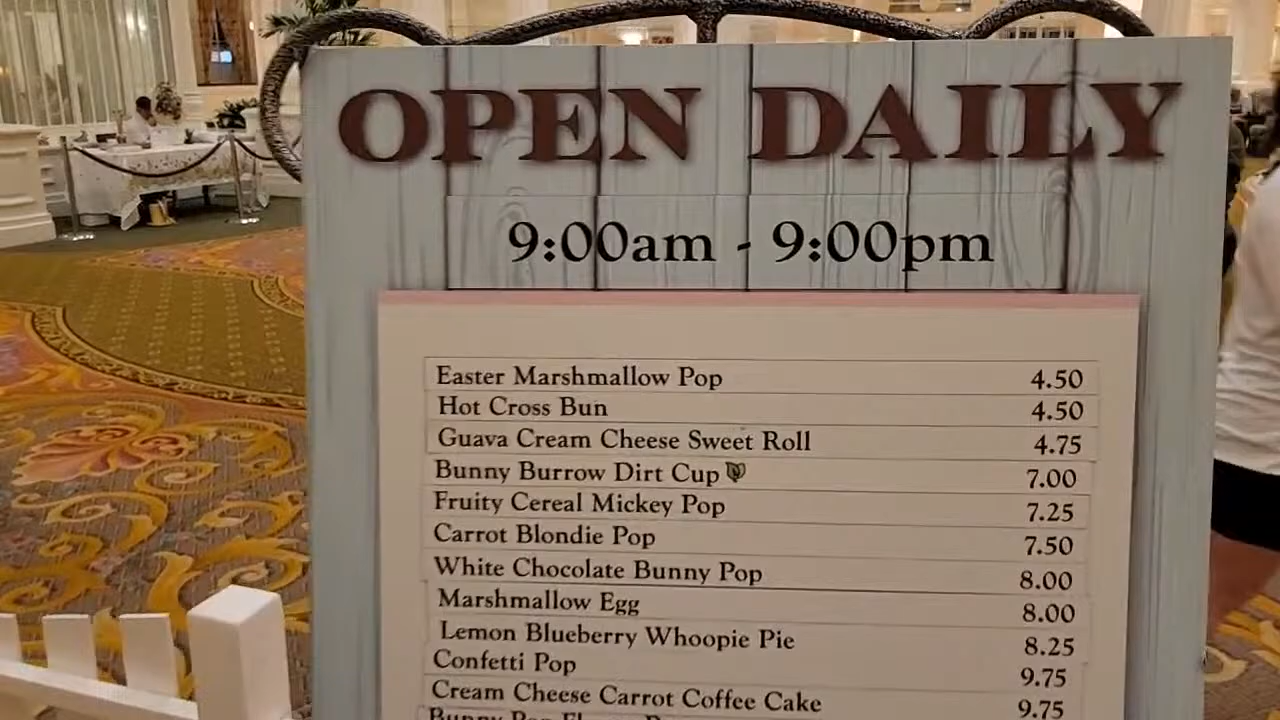 OPEN DAILY
9:00am - 9:00pm
Easter Marshmallow Pop 4.50
Hot Cross Bun 4.50
Guava Cream Cheese Sweet Roll 4.75
Bunny Burrow Dirt Cup 7.00
Fruity Cereal Mickey Pop 7.25
Carrot Blondie Pop 7.50
White Chocolate Bunny Pop 8.00
Marshmallow Egg 8.00
Lemon Blueberry Whoopie Pie 8.25
Confetti Pop 9.75
Cream Cheese Carrot Coffee Cake 9.75
Bunny Pop